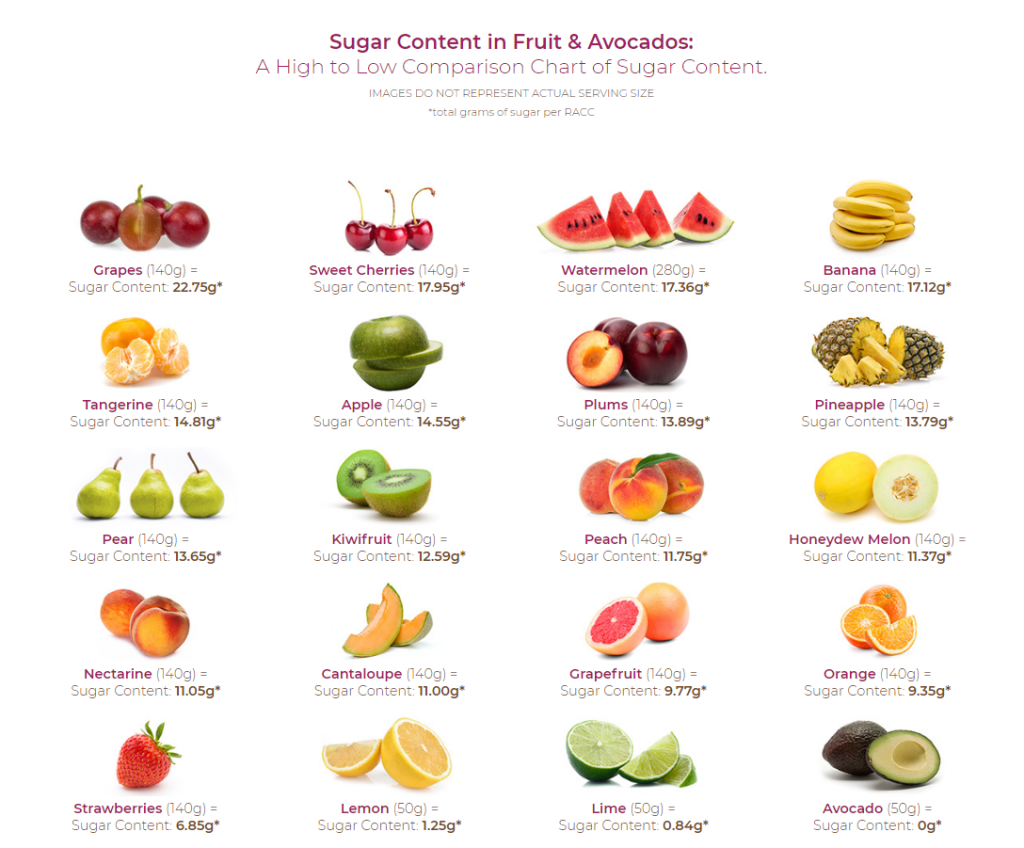 Sugar Content in Fruit & Avocados:
A High to Low Comparison Chart of Sugar Content.
IMAGES DO NOT REPRESENT ACTUAL SERVING SIZE
*total grams of sugar per RACC
Grapes (140g) =
Sugar Content: 22.75g*
Sweet Cherries (140g) =
Sugar Content: 17.95g*
Watermelon (280g) =
Sugar Content: 17.36g*
Banana (140g) =
Sugar Content: 17.12g*
Tangerine (140g) =
Sugar Content: 14.81g*
Apple (140g) =
Sugar Content: 14.55g*
Plums (140g) =
Sugar Content: 13.89g*
Pineapple (140g) =
Sugar Content: 13.79g*
Pear (140g) =
Sugar Content: 13.65g*
Kiwifruit (140g) =
Sugar Content: 12.59g*
Peach (140g) =
Sugar Content: 11.75g*
Honeydew Melon (140g) =
Sugar Content: 11.37g*
Nectarine (140g) =
Sugar Content: 11.05g*
Cantaloupe (140g) =
Sugar Content: 11.00g*
Grapefruit (140g) =
Sugar Content: 9.77g*
Orange (140g) =
Sugar Content: 9.35g*
Strawberries (140g) =
Sugar Content: 6.85g*
Lemon (50g) =
Sugar Content: 1.25g*
Lime (50g) =
Sugar Content: 0.84g*
Avocado (50g) =
Sugar Content: 0g*